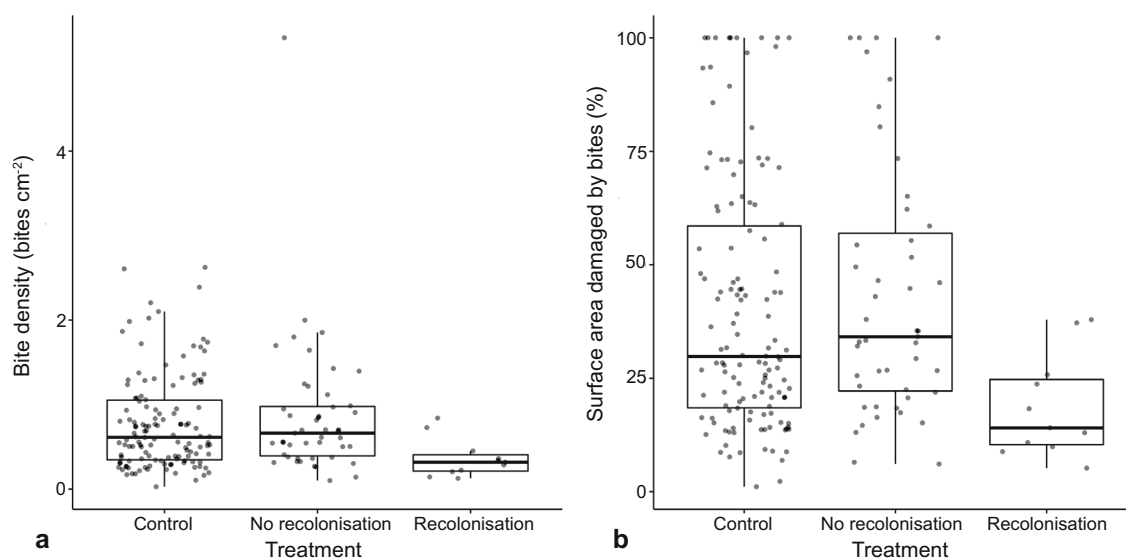 Bite density (bites cm⁻²)
4
2
0
Control No recolonisation Recolonisation
Treatment
a
Surface area damaged by bites (%)
100
75
50
25
0
Control No recolonisation Recolonisation
Treatment
b